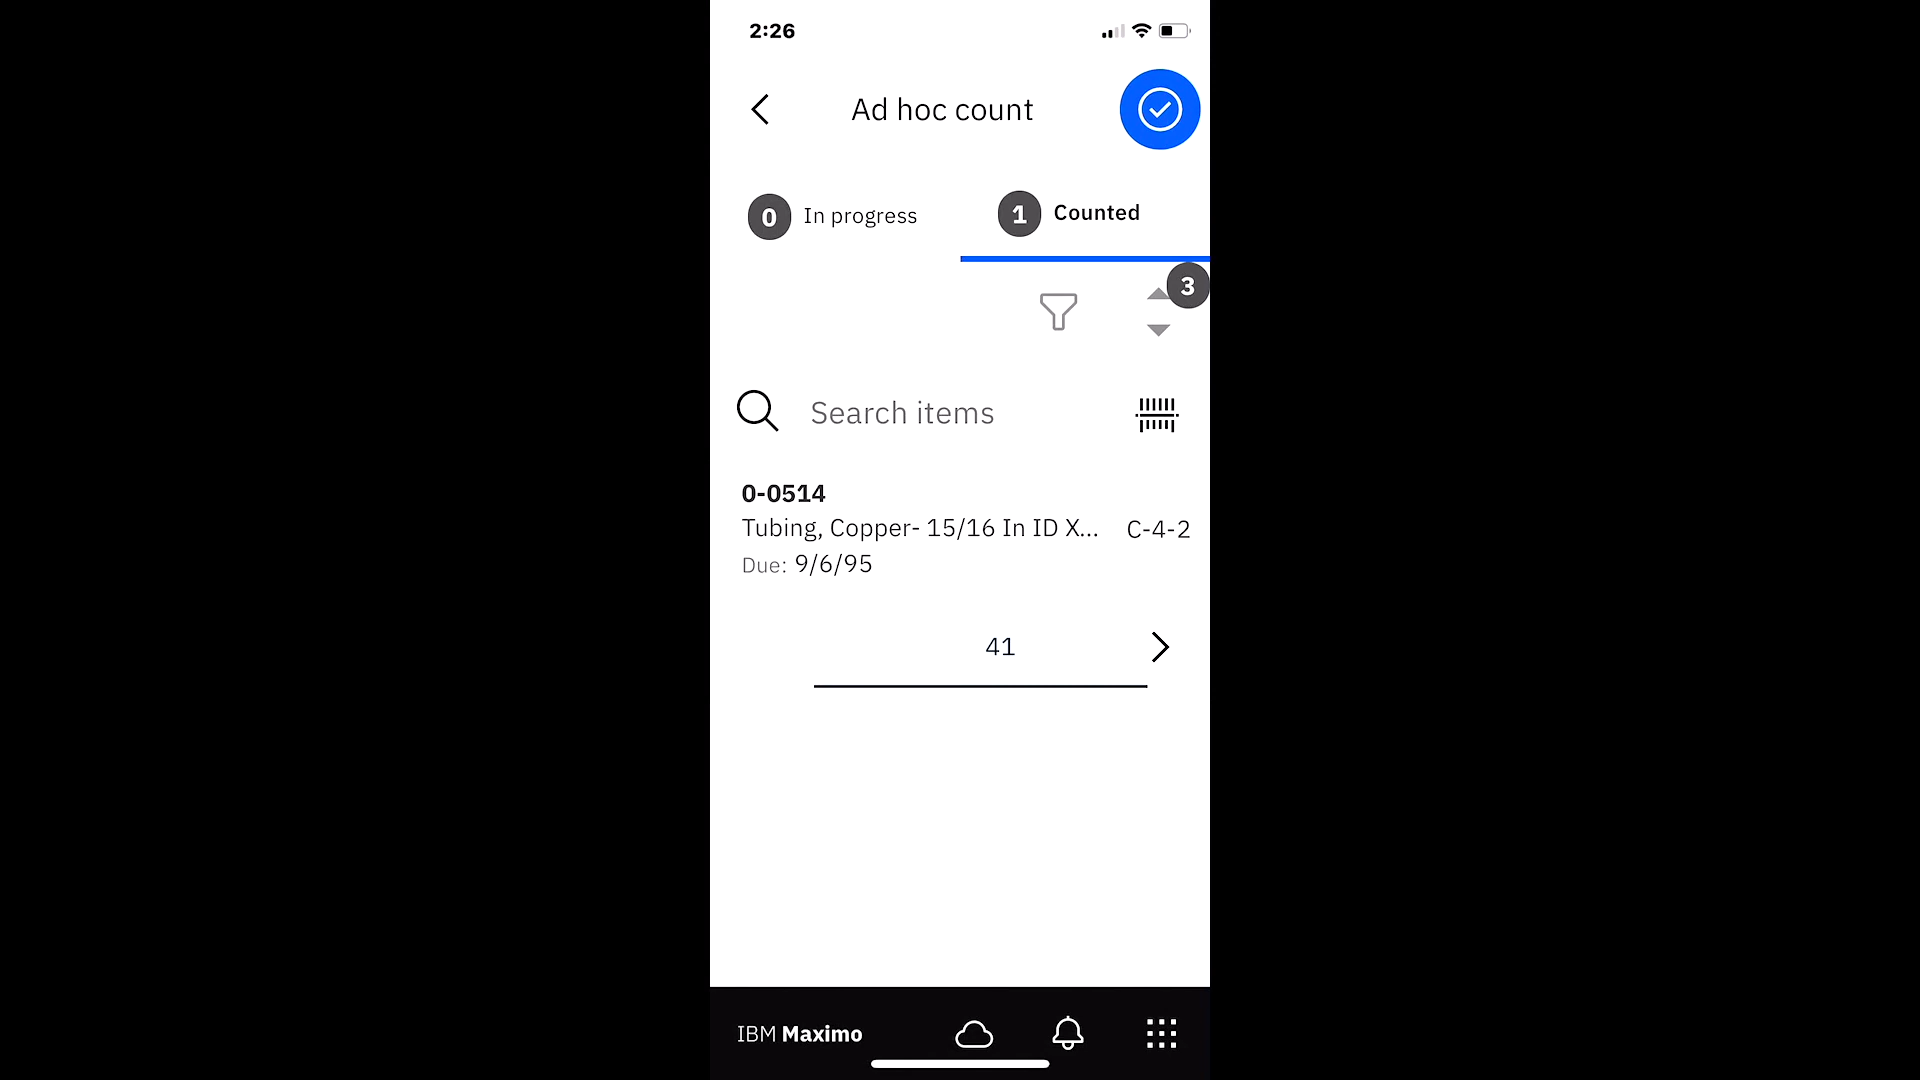 2:26
Ad hoc count
0 In progress
1 Counted
3
Search items
0-0514
Tubing, Copper- 15/16 In ID X... C-4-2
Due: 9/6/95
41
IBM Maximo